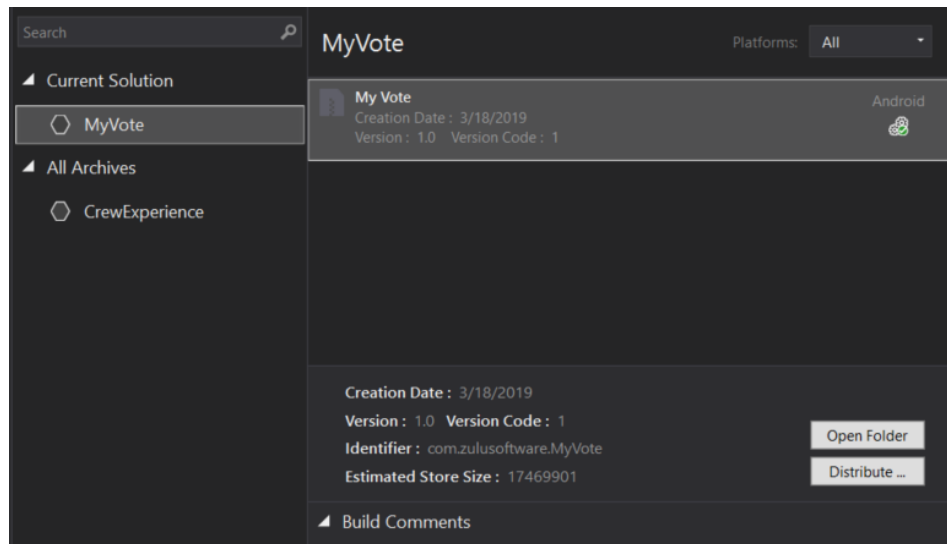 Search
Current Solution
MyVote
All Archives
CrewExperience
MyVote
Platforms: All
My Vote
Creation Date : 3/18/2019
Version : 1.0 Version Code : 1
Android
Creation Date : 3/18/2019
Version : 1.0 Version Code : 1
Identifier : com.zulusoftware.MyVote
Estimated Store Size : 17469901
Open Folder
Distribute ...
Build Comments